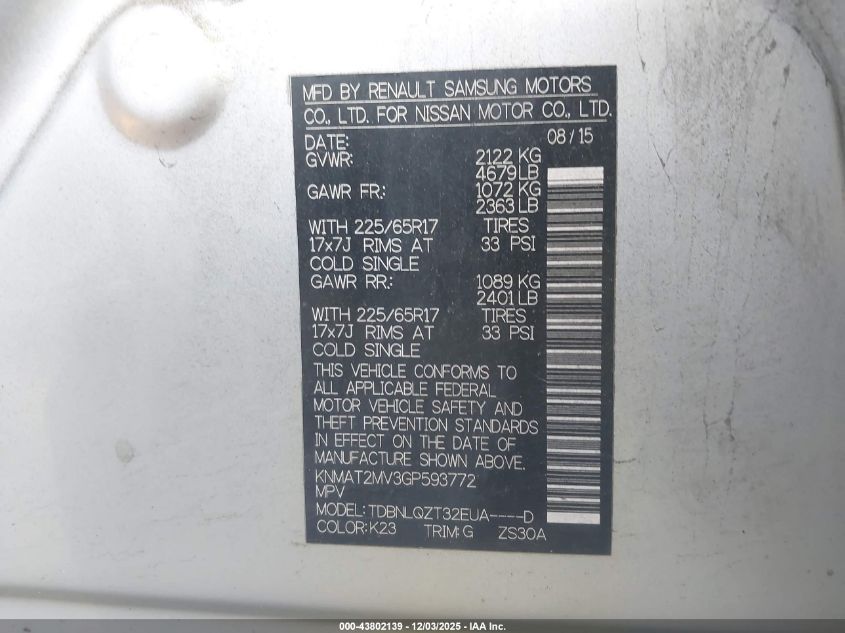 MFD BY RENAULT SAMSUNG MOTORS
CO., LTD. FOR NISSAN MOTOR CO., LTD.
DATE: 08/15
GVWR: 2122 KG
4679 LB
GAWR FR.: 1072 KG
2363 LB
WITH 225/65R17 TIRES
17x7J RIMS AT 33 PSI
COLD SINGLE
GAWR RR.: 1089 KG
2401 LB
WITH 225/65R17 TIRES
17x7J RIMS AT 33 PSI
COLD SINGLE
THIS VEHICLE CONFORMS TO
ALL APPLICABLE FEDERAL
MOTOR VEHICLE SAFETY AND
THEFT PREVENTION STANDARDS
IN EFFECT ON THE DATE OF
MANUFACTURE SHOWN ABOVE.
KNMAT2MV3GP593772
MPV
MODEL: TDBNLQZT32EUA----D
COLOR: K23 TRIM: G ZS30A
000-43802139 - 12/03/2025 - IAA Inc.